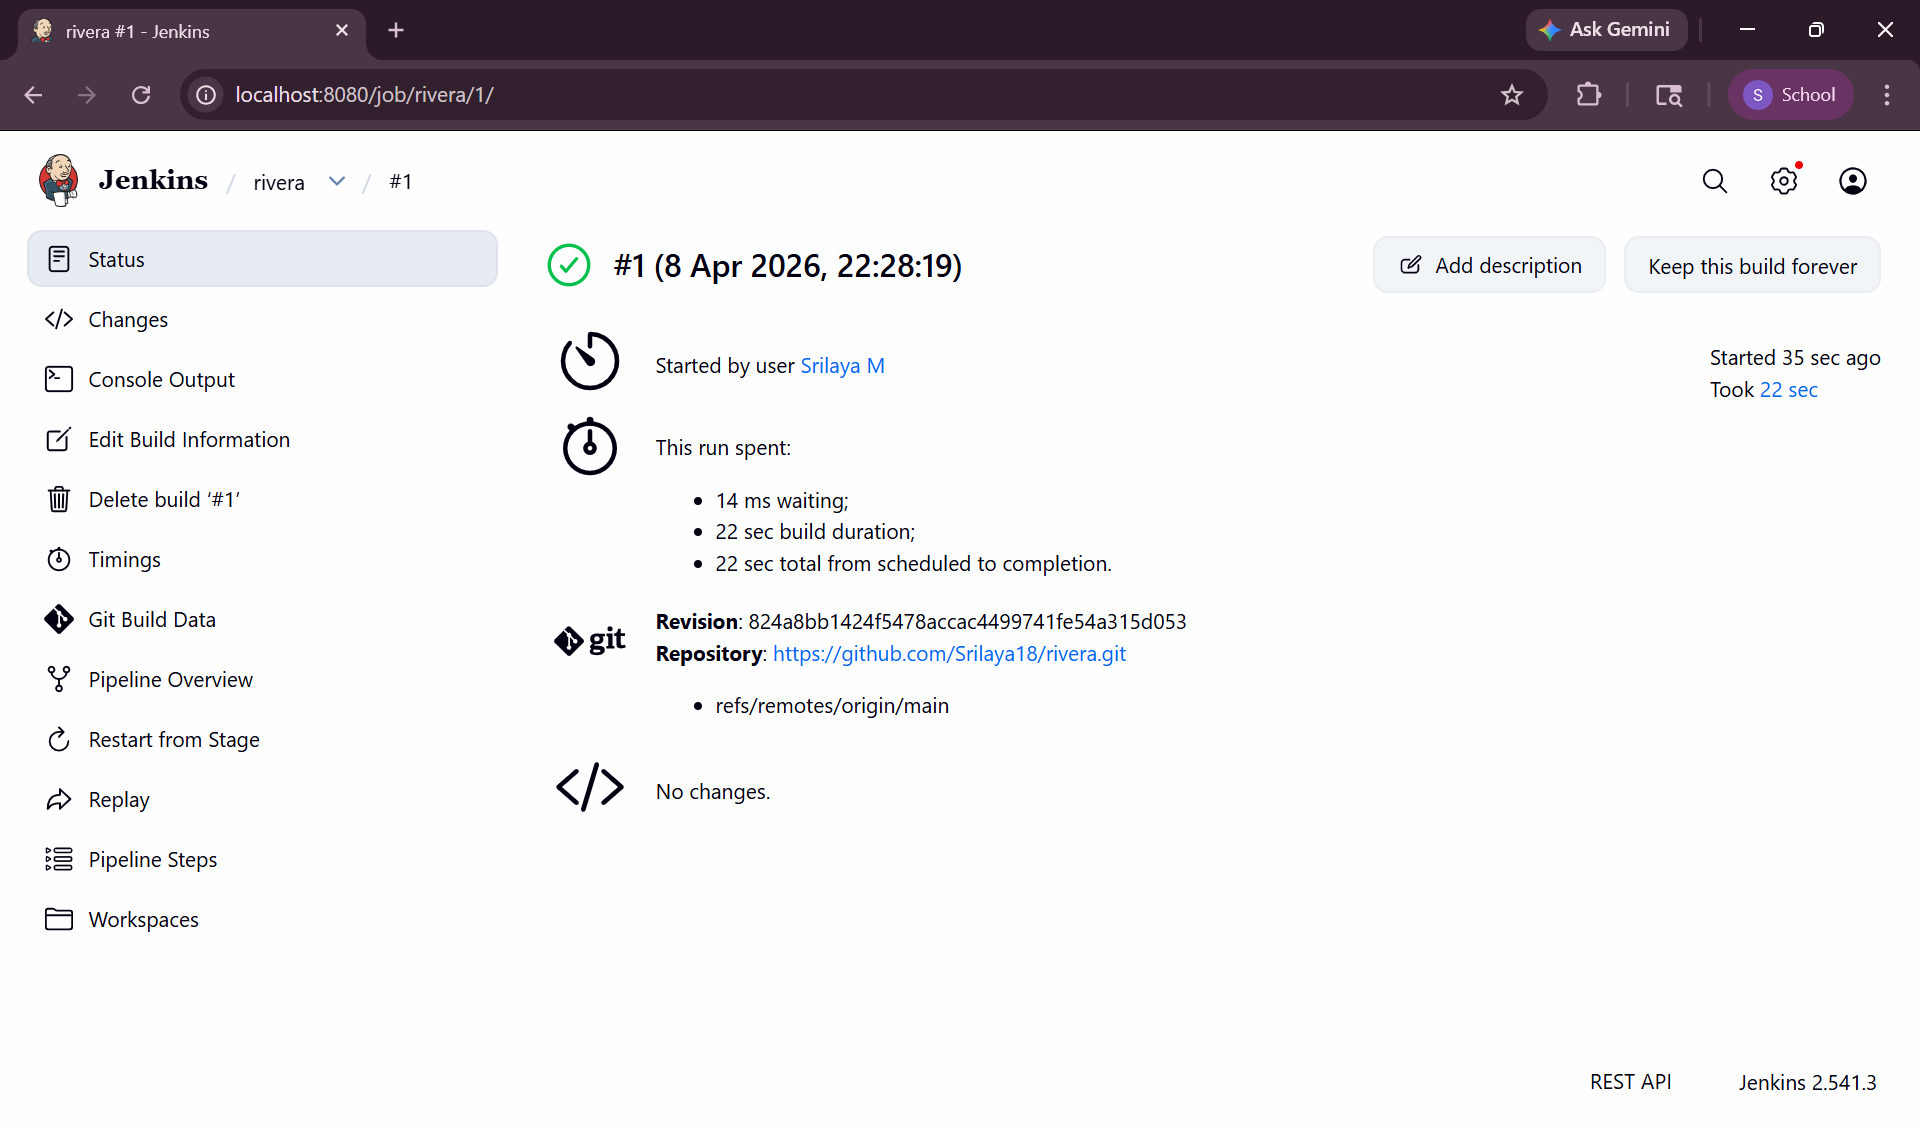 rivera #1 - Jenkins
Ask Gemini
localhost:8080/job/rivera/1/
S School
Jenkins / rivera / #1
Status
Changes
Console Output
Edit Build Information
Delete build ‘#1’
Timings
Git Build Data
Pipeline Overview
Restart from Stage
Replay
Pipeline Steps
Workspaces
#1 (8 Apr 2026, 22:28:19)
Add description
Keep this build forever
Started by user Srilaya M
Started 35 sec ago
Took 22 sec
This run spent:
14 ms waiting;
22 sec build duration;
22 sec total from scheduled to completion.
git
Revision: 824a8bb1424f5478accac4499741fe54a315d053
Repository: https://github.com/Srilaya18/rivera.git
refs/remotes/origin/main
No changes.
REST API
Jenkins 2.541.3